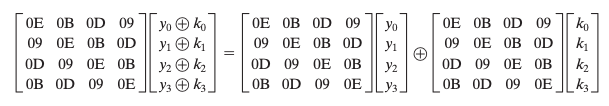 [0E 0B 0D 09] [y₀ ⊕ k₀] [0E 0B 0D 09] [y₀] [0E 0B 0D 09] [k₀]
[09 0E 0B 0D] [y₁ ⊕ k₁] = [09 0E 0B 0D] [y₁] ⊕ [09 0E 0B 0D] [k₁]
[0D 09 0E 0B] [y₂ ⊕ k₂] [0D 09 0E 0B] [y₂] [0D 09 0E 0B] [k₂]
[0B 0D 09 0E] [y₃ ⊕ k₃] [0B 0D 09 0E] [y₃] [0B 0D 09 0E] [k₃]